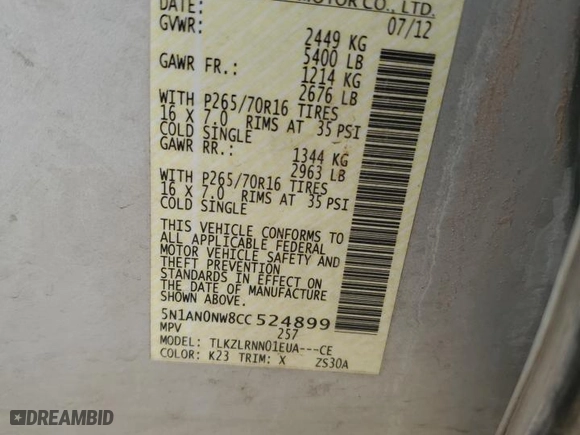 MOTOR CO., LTD.
DATE: 07/12
GVWR: 2449 KG
5400 LB
GAWR FR.: 1214 KG
2676 LB
WITH P265/70R16 TIRES
16 X 7.0 RIMS AT 35 PSI
COLD SINGLE
GAWR RR.: 1344 KG
2963 LB
WITH P265/70R16 TIRES
16 X 7.0 RIMS AT 35 PSI
COLD SINGLE
THIS VEHICLE CONFORMS TO
ALL APPLICABLE FEDERAL
MOTOR VEHICLE SAFETY AND
THEFT PREVENTION
STANDARDS IN EFFECT ON
THE DATE OF MANUFACTURE
SHOWN ABOVE.
5N1AN0NW8CC524899
MPV 257
MODEL: TLKZLRNN01EUA---CE
COLOR: K23 TRIM: X ZS30A
DREAMBID